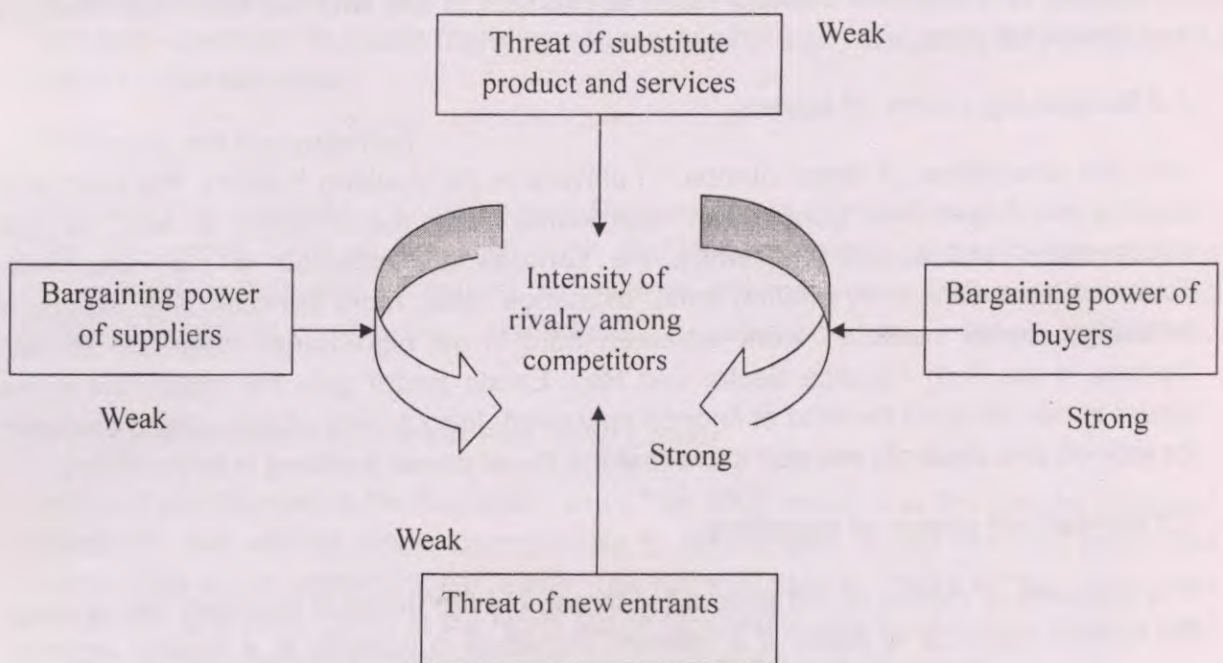 Threat of substitute
product and services
Weak
Bargaining power
of suppliers
Weak
Intensity of
rivalry among
competitors
Strong
Bargaining power of
buyers
Strong
Weak
Threat of new entrants